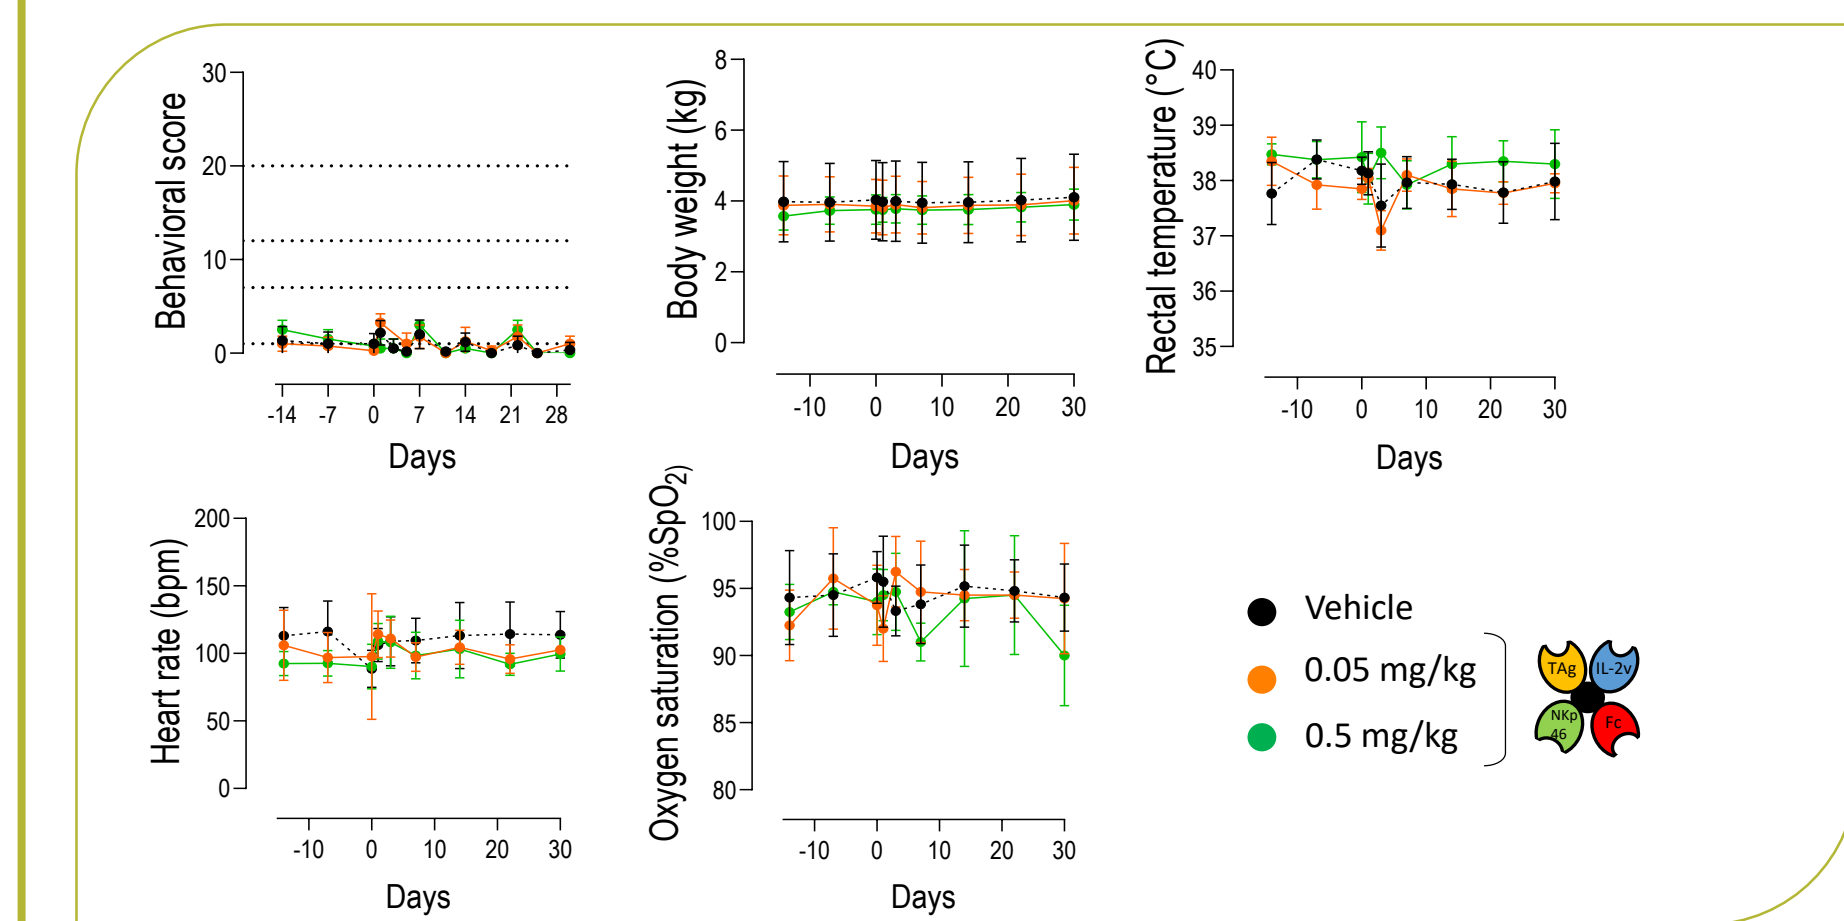 Behavioral score
30
20
10
0
-14 -7 0 7 14 21 28
Days
Body weight (kg)
8
6
4
2
0
-10 0 10 20 30
Days
Rectal temperature (°C)
40
39
38
37
36
35
-10 0 10 20 30
Days
Heart rate (bpm)
200
150
100
50
0
-10 0 10 20 30
Days
Oxygen saturation (%SpO2)
100
95
90
85
80
-10 0 10 20 30
Days
Vehicle
0.05 mg/kg
0.5 mg/kg
TAg
IL-2v
NKp
46
Fc